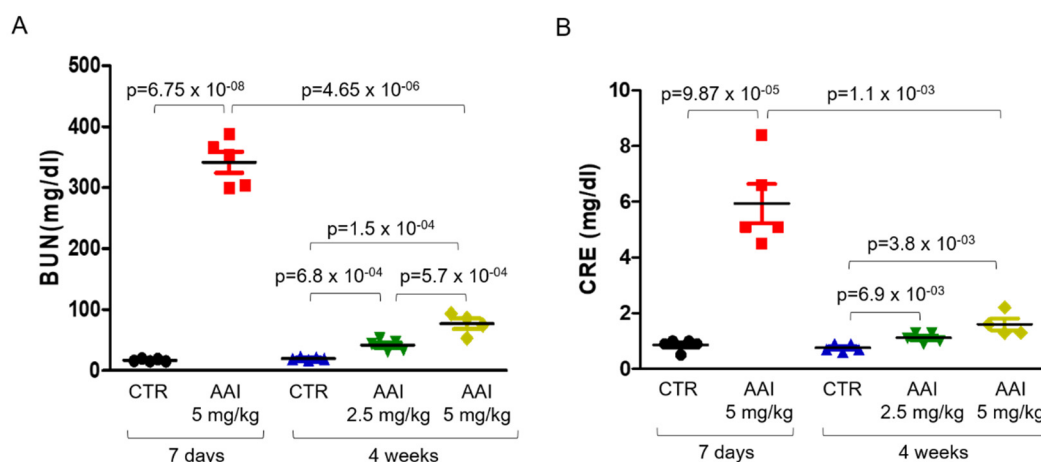 A
BUN(mg/dl)
500
400
300
200
100
0
p=6.75 x 10⁻⁰⁸
p=4.65 x 10⁻⁰⁶
p=1.5 x 10⁻⁰⁴
p=6.8 x 10⁻⁰⁴
p=5.7 x 10⁻⁰⁴
CTR
AAI
5 mg/kg
CTR
AAI
2.5 mg/kg
AAI
5 mg/kg
7 days
4 weeks
B
CRE (mg/dl)
10
8
6
4
2
0
p=9.87 x 10⁻⁰⁵
p=1.1 x 10⁻⁰³
p=3.8 x 10⁻⁰³
p=6.9 x 10⁻⁰³
CTR
AAI
5 mg/kg
CTR
AAI
2.5 mg/kg
AAI
5 mg/kg
7 days
4 weeks